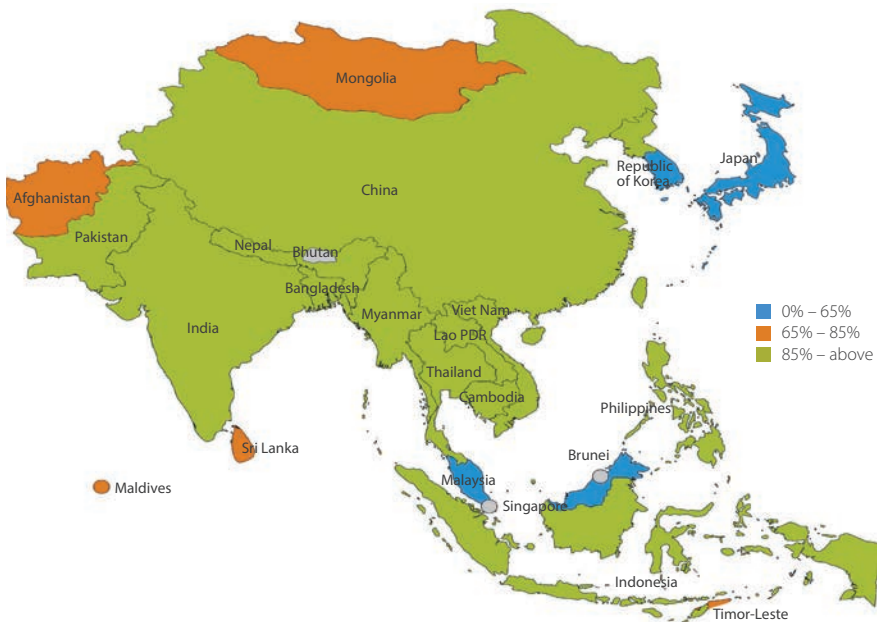 Mongolia
Japan
Republic
of Korea
China
Afghanistan
Pakistan
Nepal
Bhutan
Bangladesh
Myanmar
Viet Nam
India
Lao PDR
Thailand
Cambodia
0% – 65%
65% – 85%
85% – above
Philippines
Sri Lanka
Brunei
Malaysia
Maldives
Singapore
Indonesia
Timor-Leste